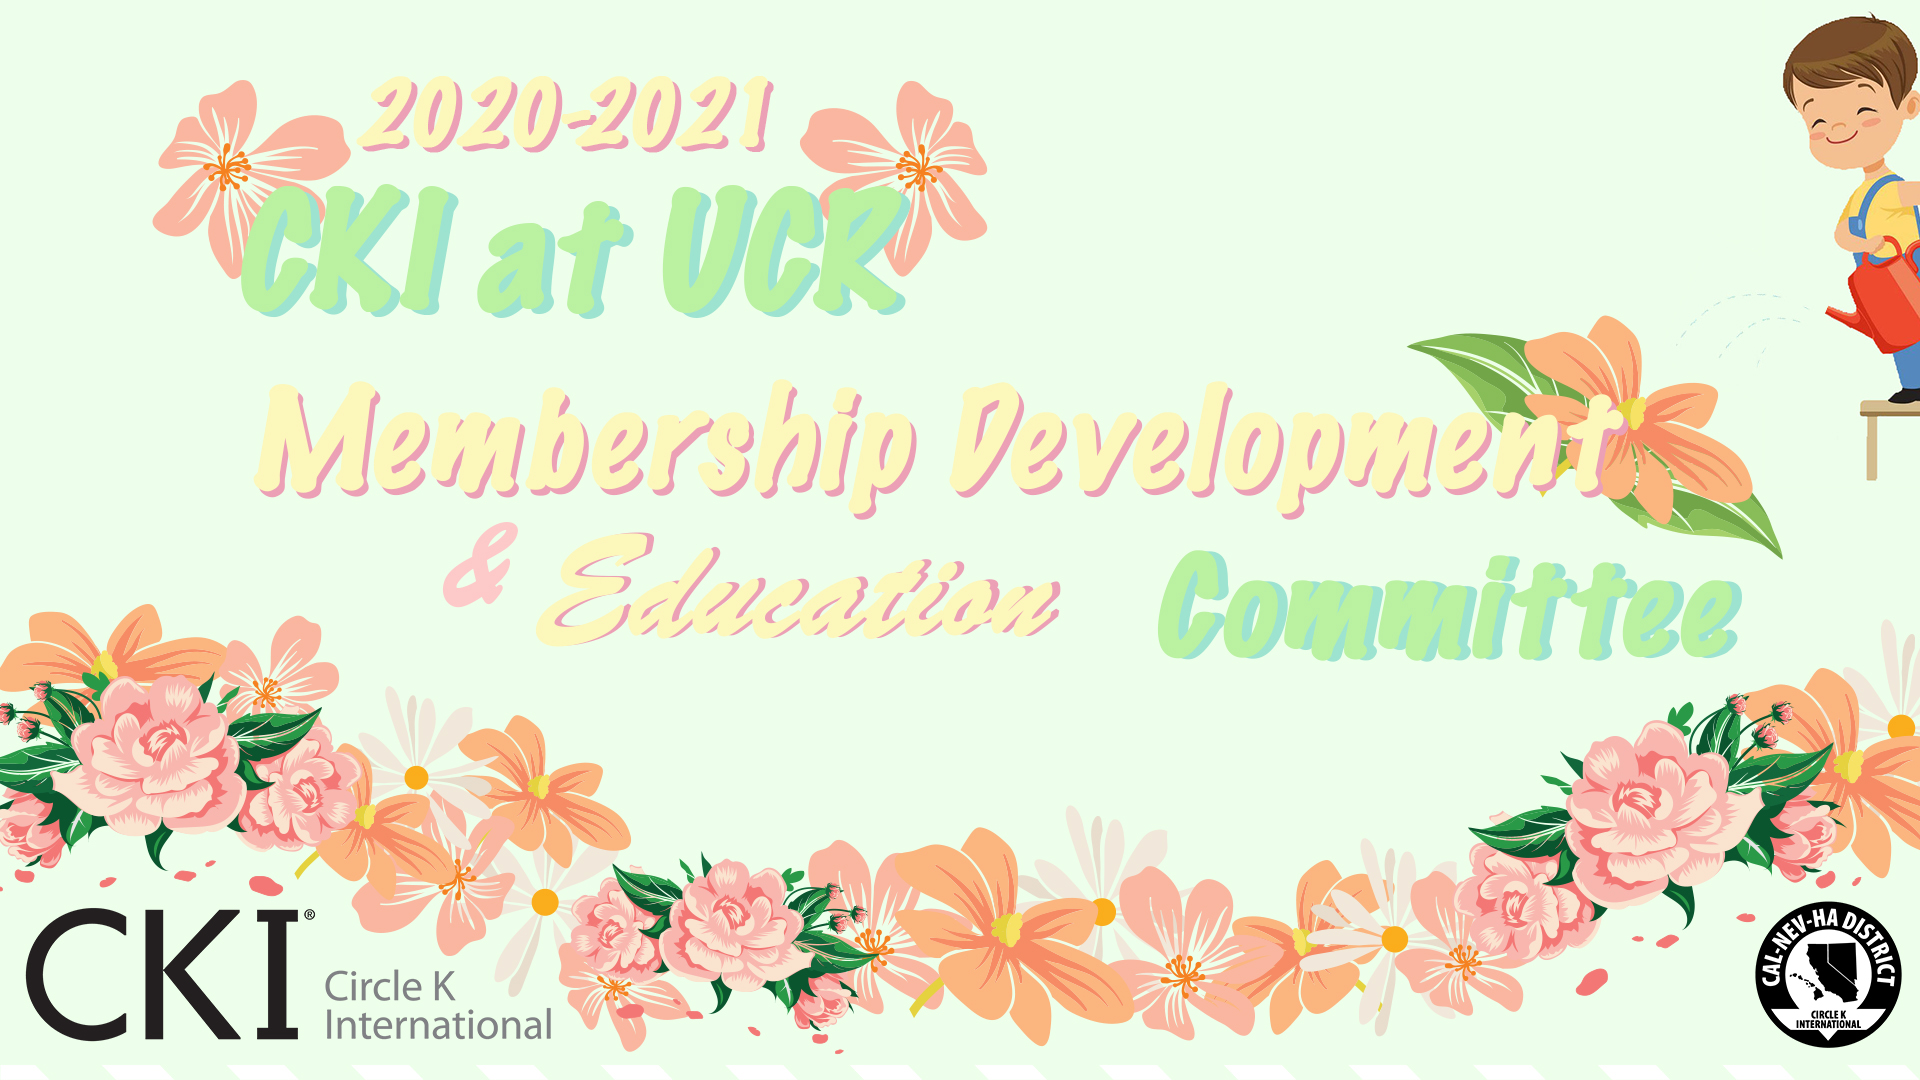 2020-2021
CKI at UCR
Membership Development
& Education Committee
CKI®
Circle K
International
CAL-NEV-HA DISTRICT
CIRCLE K
INTERNATIONAL